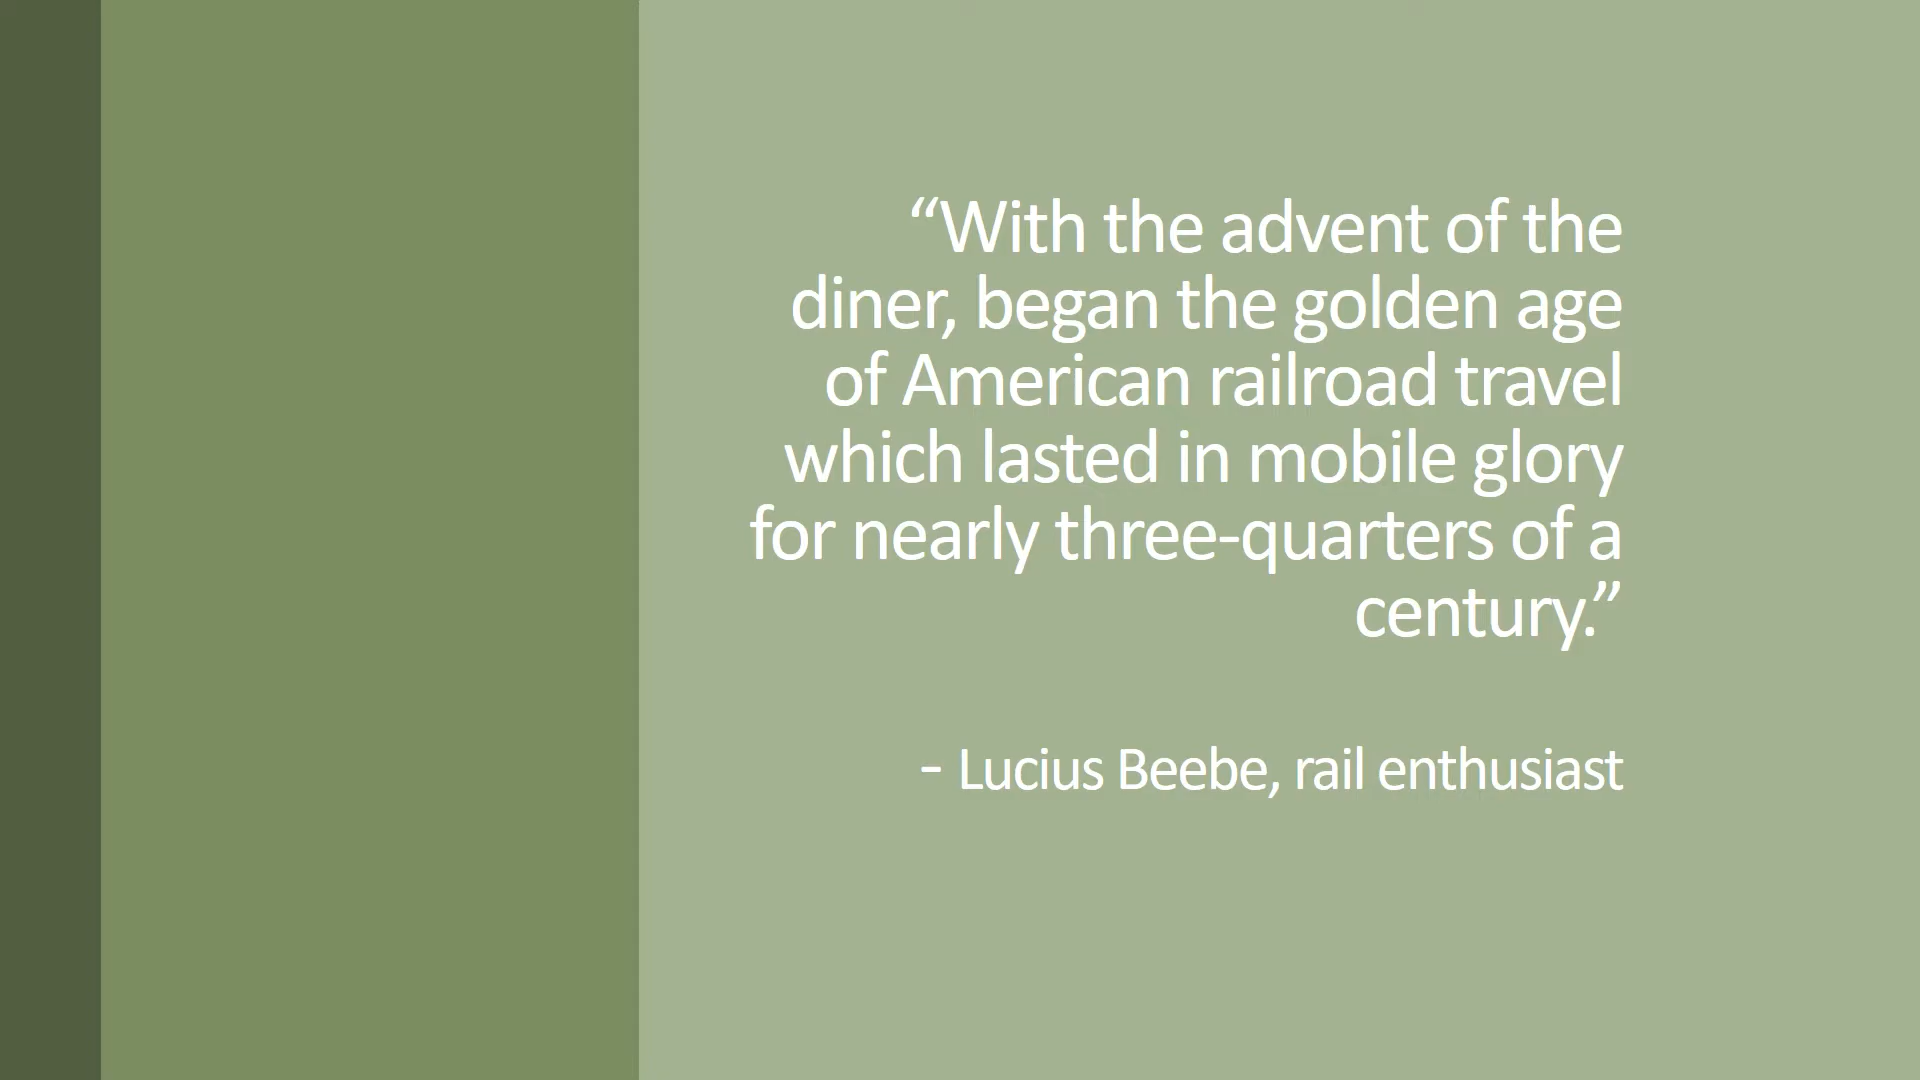 “With the advent of the
diner, began the golden age
of American railroad travel
which lasted in mobile glory
for nearly three-quarters of a
century.”
- Lucius Beebe, rail enthusiast